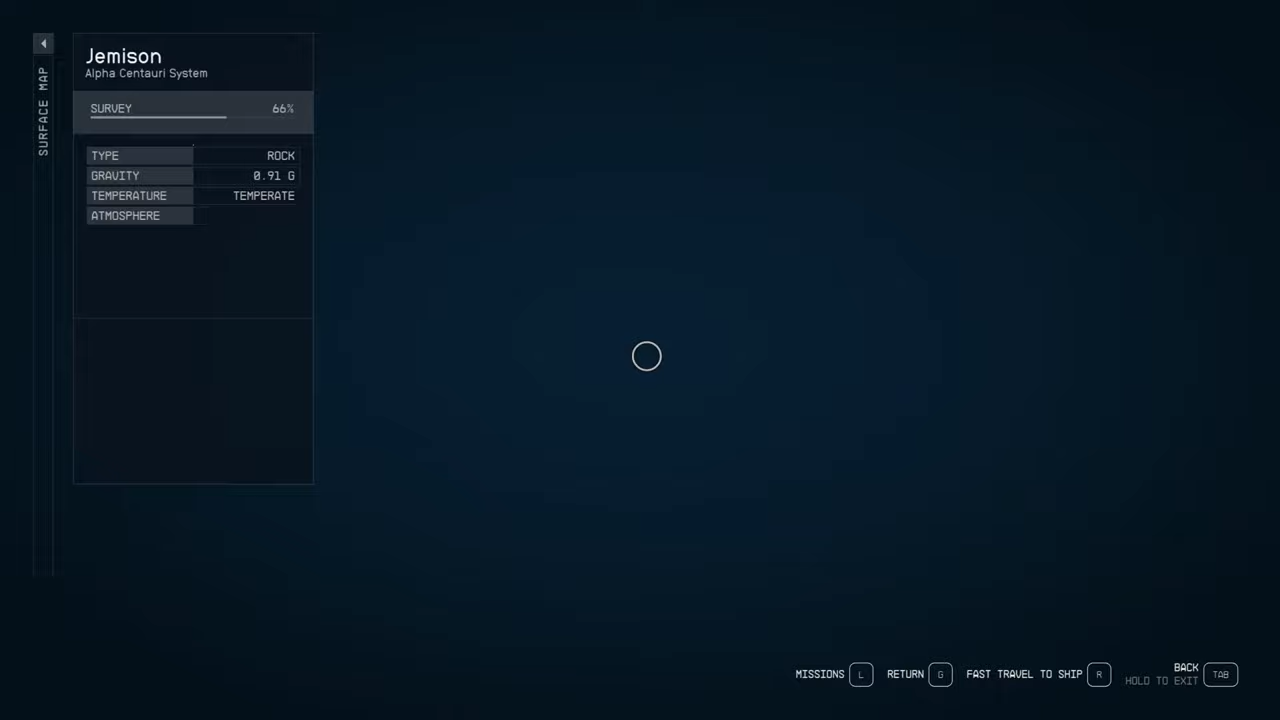 Jemison
Alpha Centauri System
SURFACE MAP
SURVEY 66%
TYPE ROCK
GRAVITY 0.91 G
TEMPERATURE TEMPERATE
ATMOSPHERE
MISSIONS L RETURN G FAST TRAVEL TO SHIP R BACK TAB
HOLD TO EXIT